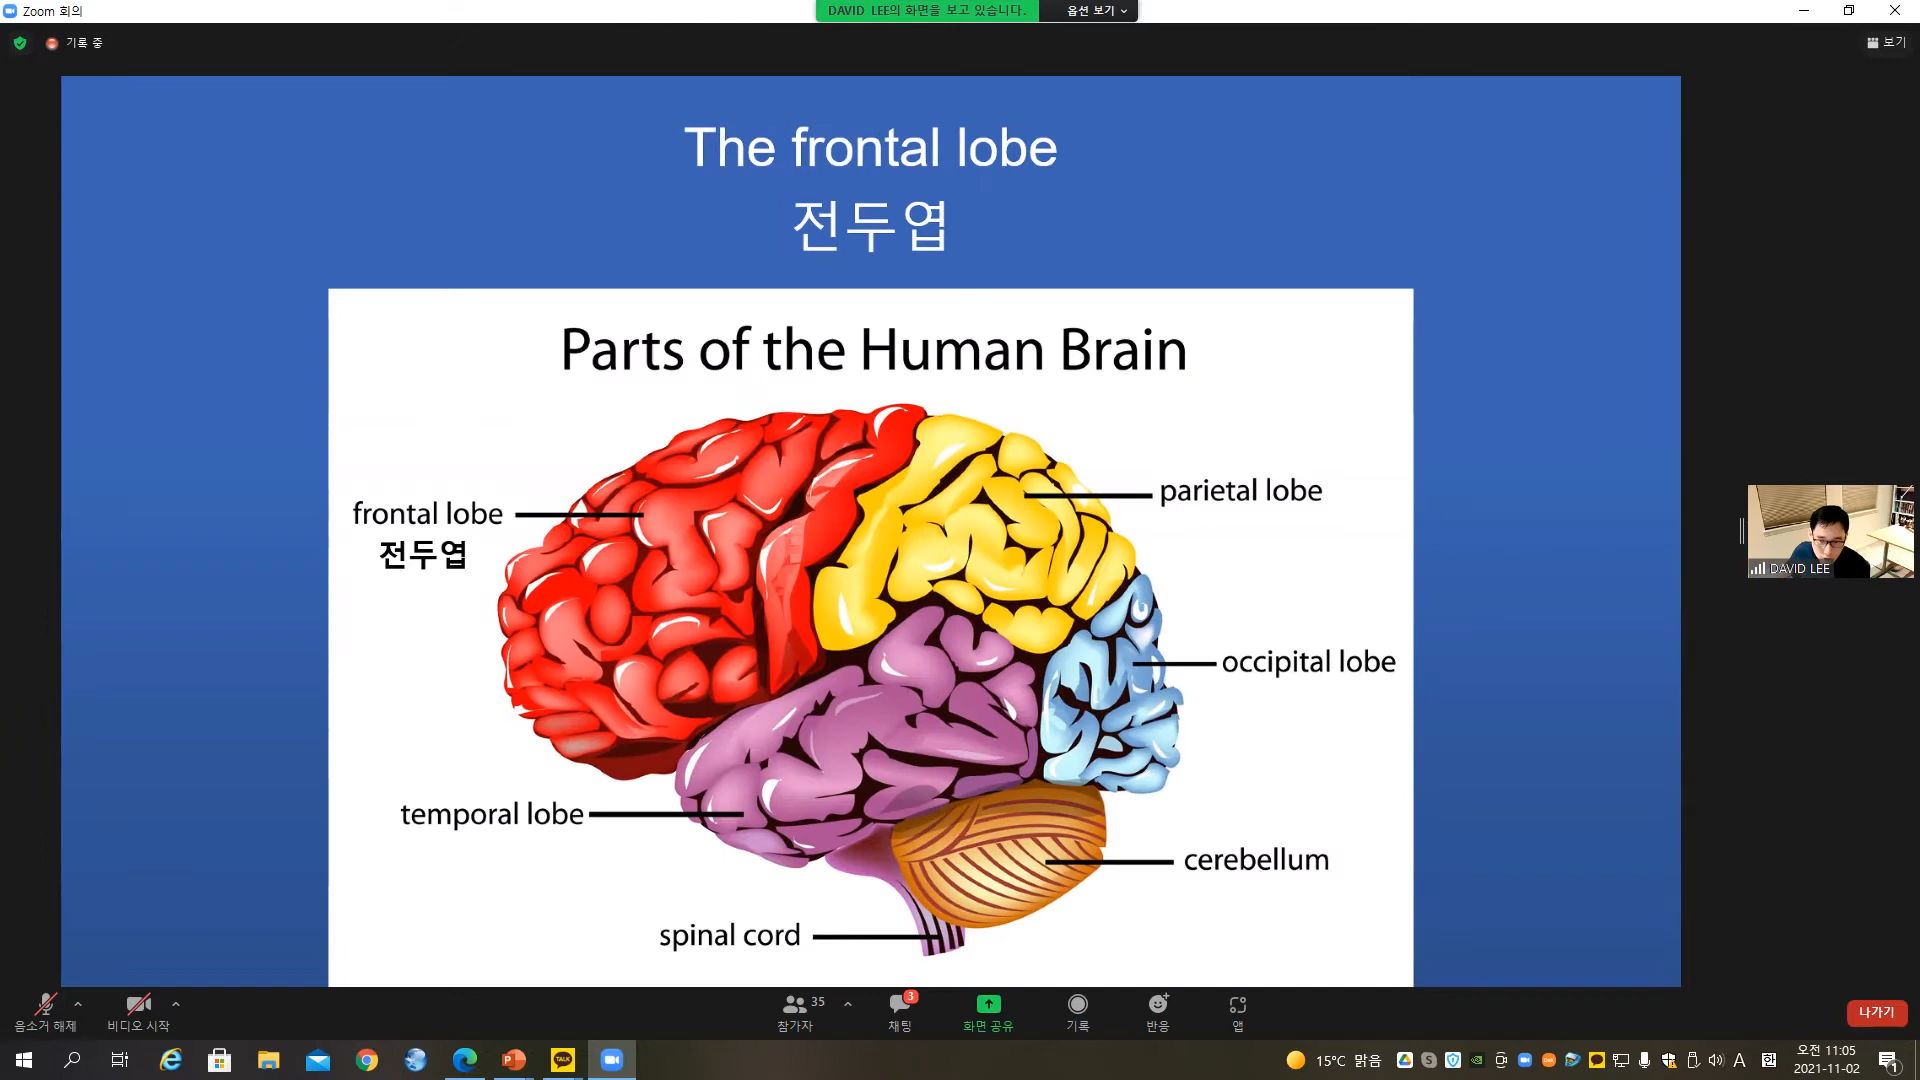 Zoom 회의
DAVID LEE의 화면을 보고 있습니다.
옵션 보기
기록 중
보기
The frontal lobe
전두엽
Parts of the Human Brain
frontal lobe
전두엽
parietal lobe
occipital lobe
temporal lobe
cerebellum
spinal cord
DAVID LEE
음소거 해제
비디오 시작
35
참가자
3
채팅
화면 공유
기록
반응
앱
나가기
TALK
15°C 맑음
A
한
오전 11:05
2021-11-02
1